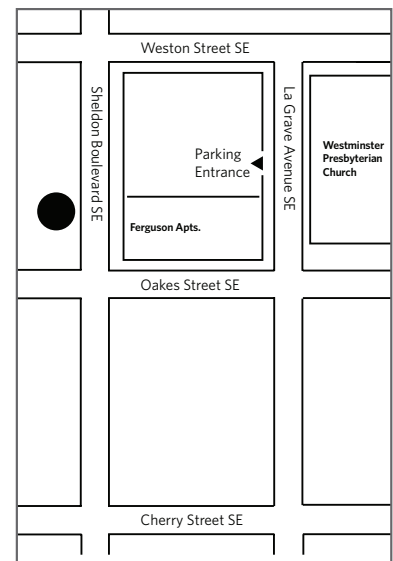 Weston Street SE
Sheldon Boulevard SE
La Grave Avenue SE
Parking
Entrance
Westminster
Presbyterian
Church
Ferguson Apts.
Oakes Street SE
Cherry Street SE